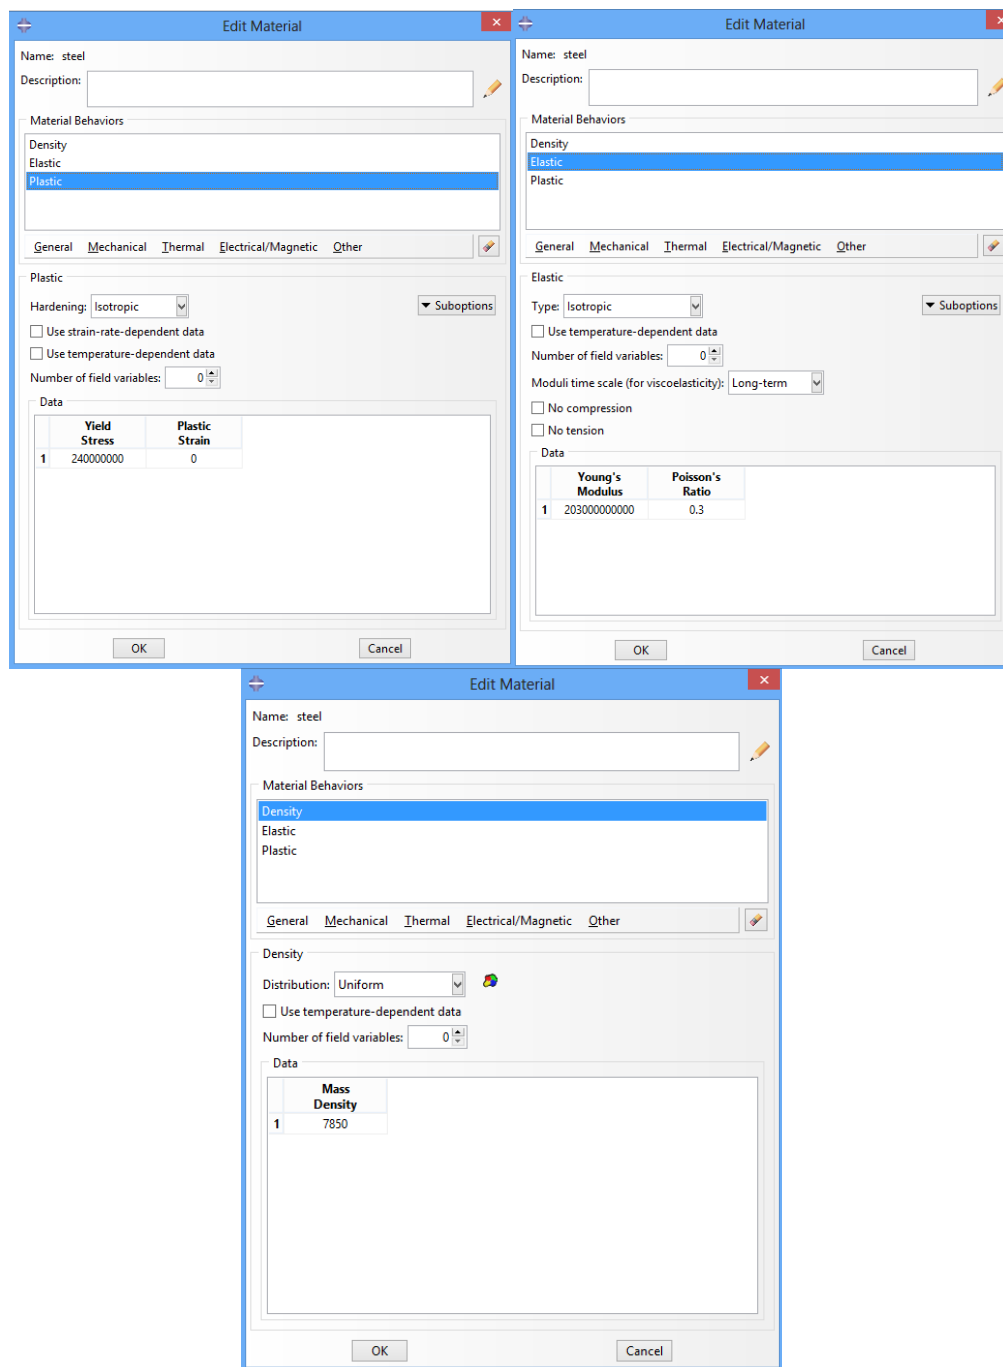 Edit Material
Name: steel
Description:
Material Behaviors
Density
Elastic
Plastic
General Mechanical Thermal Electrical/Magnetic Other
Plastic
Hardening: Isotropic
Suboptions
Use strain-rate-dependent data
Use temperature-dependent data
Number of field variables: 0
Data
Yield Stress Plastic Strain
1 240000000 0
OK Cancel
Edit Material
Name: steel
Description:
Material Behaviors
Density
Elastic
Plastic
General Mechanical Thermal Electrical/Magnetic Other
Elastic
Type: Isotropic
Suboptions
Use temperature-dependent data
Number of field variables: 0
Moduli time scale (for viscoelasticity): Long-term
No compression
No tension
Data
Young's Modulus Poisson's Ratio
1 203000000000 0.3
OK Cancel
Edit Material
Name: steel
Description:
Material Behaviors
Density
Elastic
Plastic
General Mechanical Thermal Electrical/Magnetic Other
Density
Distribution: Uniform
Use temperature-dependent data
Number of field variables: 0
Data
Mass
Density
1 7850
OK Cancel